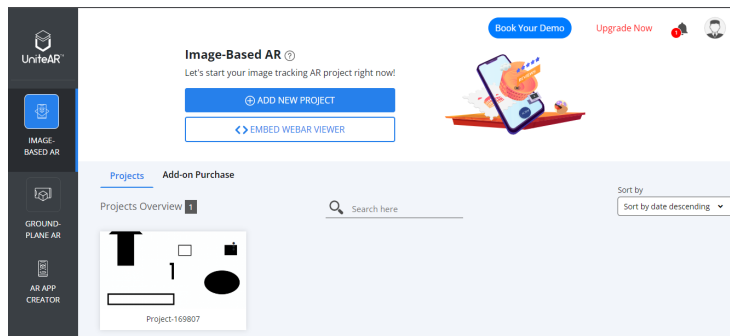 UniteAR™
IMAGE-
BASED AR
GROUND-
PLANE AR
AR APP
CREATOR
Book Your Demo
Upgrade Now
1
Image-Based AR
Let's start your image tracking AR project right now!
ADD NEW PROJECT
EMBED WEBAR VIEWER
Projects
Add-on Purchase
Projects Overview 1
Search here
Sort by
Sort by date descending
Project-169807